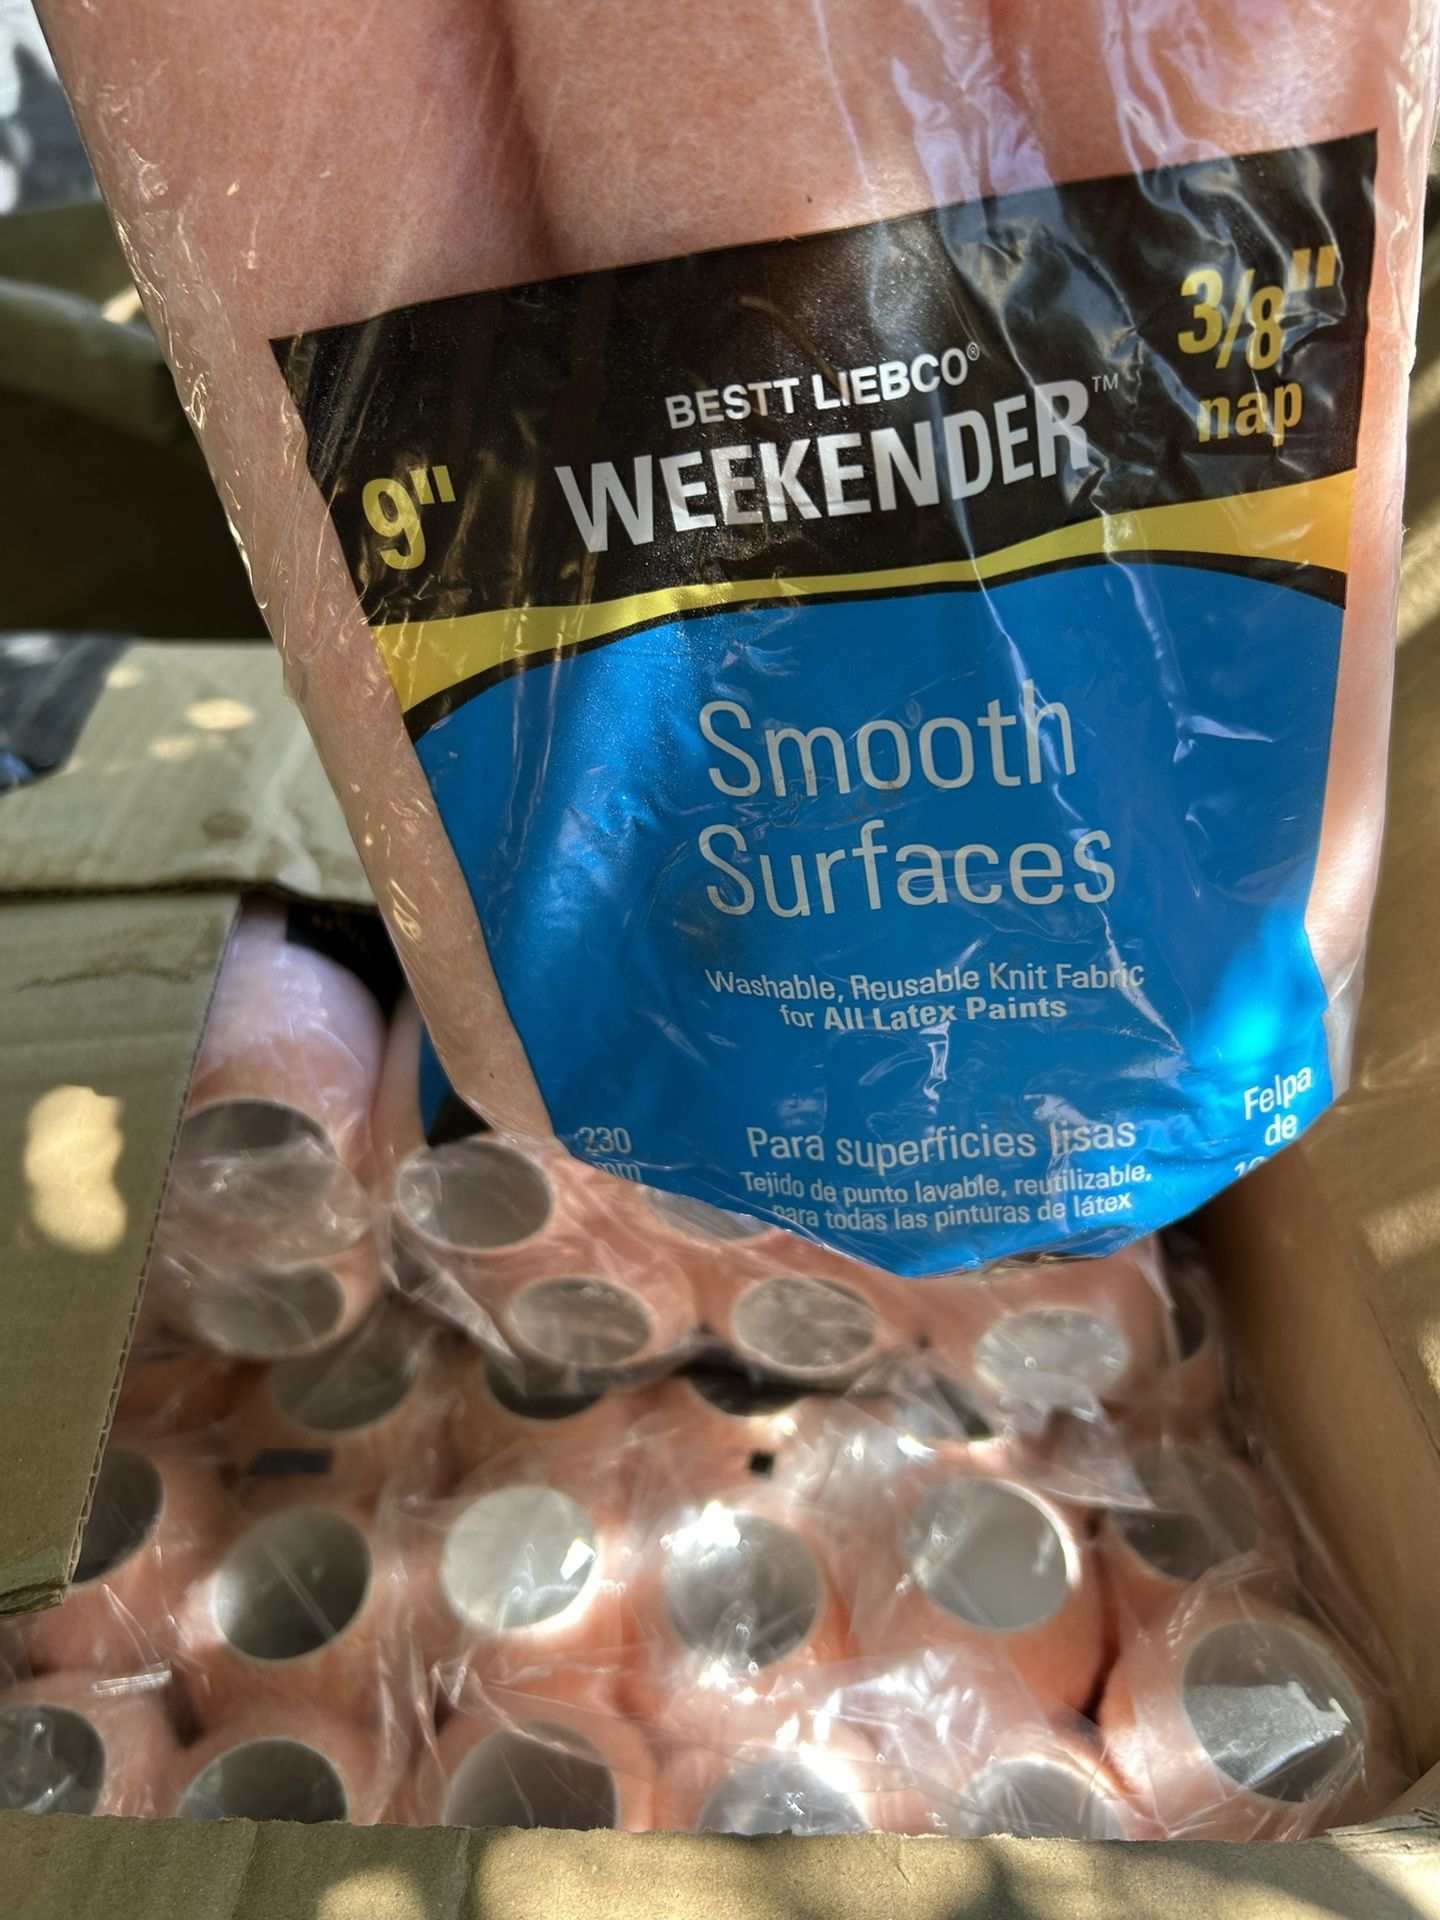 BESTT LIEBCO®
WEEKENDER™
9"
3/8"
nap
Smooth
Surfaces
Washable, Reusable Knit Fabric
for All Latex Paints
230
mm
Para superficies lisas
Tejido de punto lavable, reutilizable,
para todas las pinturas de látex
Felpa
de